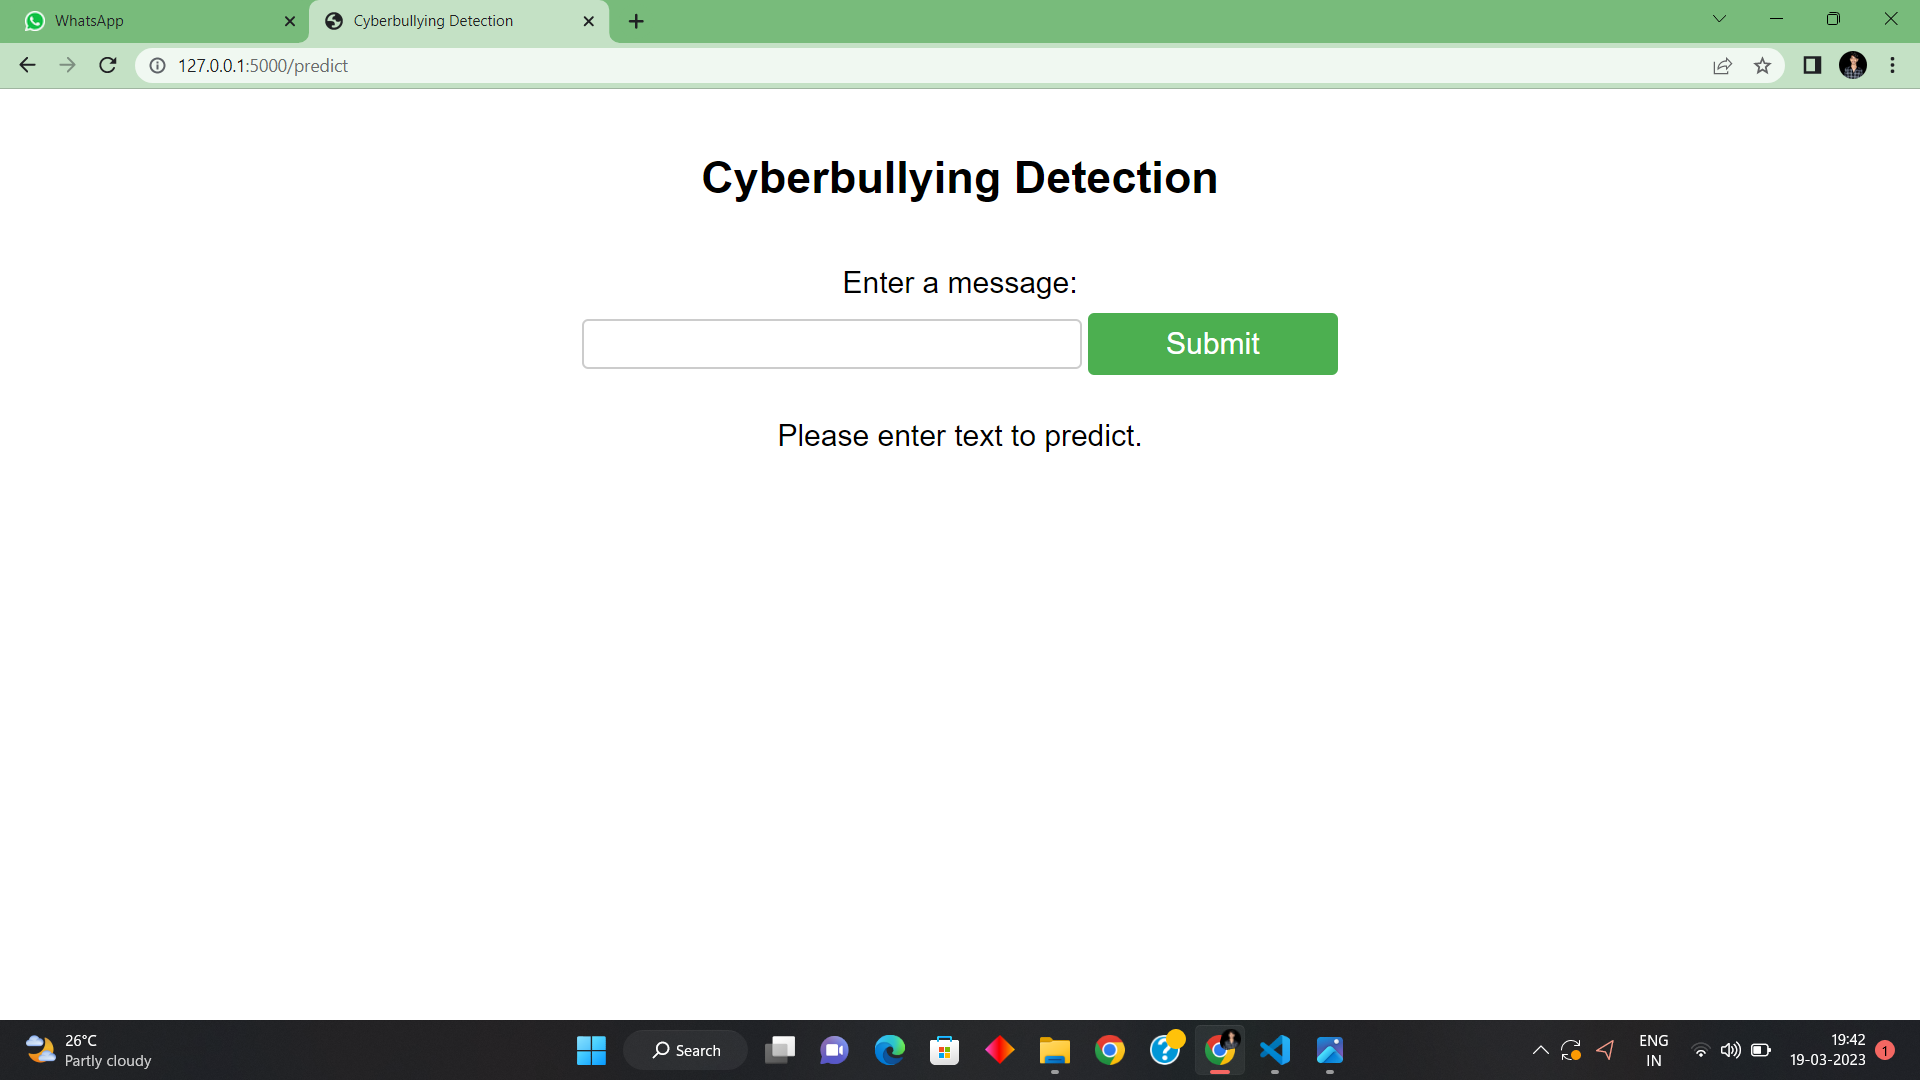 WhatsApp
Cyberbullying Detection
127.0.0.1:5000/predict
Cyberbullying Detection
Enter a message:
Submit
Please enter text to predict.
26°C
Partly cloudy
Search
ENG
IN
19:42
19-03-2023
1